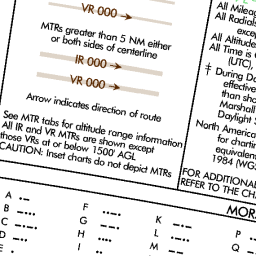 VR 000
MTRs greater than 5 NM either
or both sides of centerline
IR 000
VR 000
Arrow indicates direction of route
See MTR tabs for altitude range information
All IR and VR MTRs are shown except
those VRs at or below 1500' AGL
CAUTION: Inset charts do not depict MTRs
All
All Radials
All Altitude
All Time is
(UTC),
‡ During Da
effective
than sho
Marshall
Daylight S
North America
for chartin
equivalent
1984 (WG
FOR ADDITIONAL
REFER TO THE CH
MOR
A .-
B -...
C -.-.
D -..
F ..-.
G --.
H ....
I ..
K -.-
L .-..
M --
P
Q